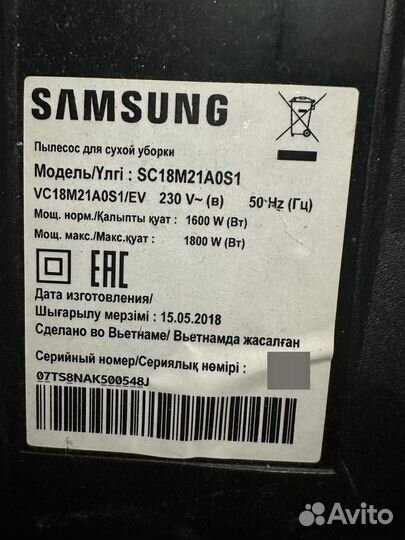 SAMSUNG
Пылесос для сухой уборки
Модель/Үлгі : SC18M21A0S1
VC18M21A0S1/EV 230 V~ (в) 50 Hz (Гц)
Мощ. норм./Қалыпты қуат : 1600 W (Вт)
Мощ. макс./Макс.қуат : 1800 W (Вт)
EAC
Дата изготовления/
Шығарылу мерзімі : 15.05.2018
Сделано во Вьетнаме/ Вьетнамда жасалған
Серийный номер/Сериялық нөмірі :
07TS8NAK500548J
Avito